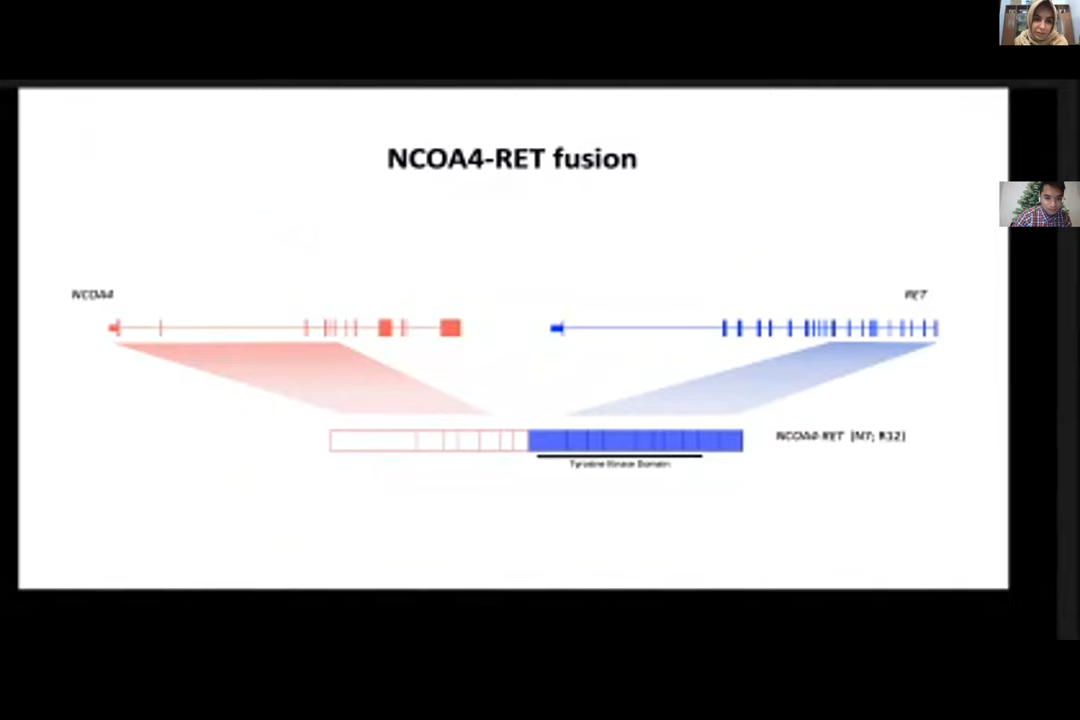 NCOA4-RET fusion
NCOA4
RET
NCOA4-RET (N7; R12)
Tyrosine Kinase Domain